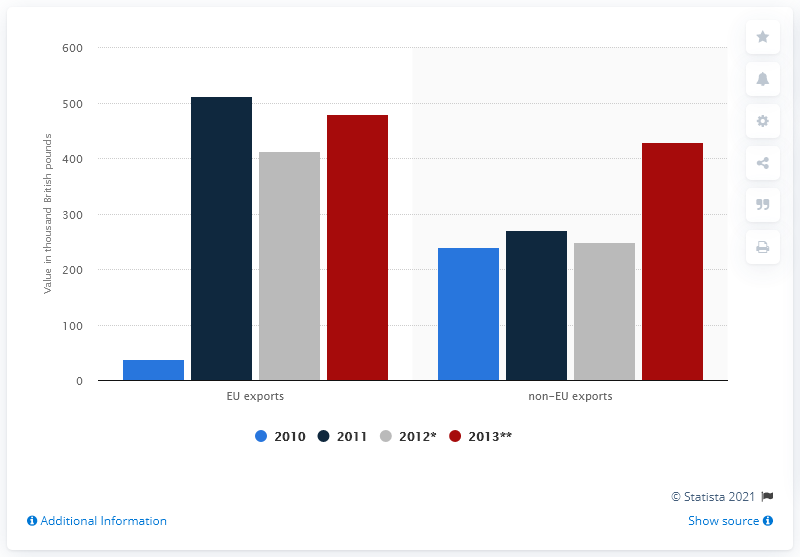 600
500
400
300
200
100
0
Value in thousand British pounds
EU exports
non-EU exports
2010 2011 2012* 2013**
© Statista 2021
Additional Information
Show source